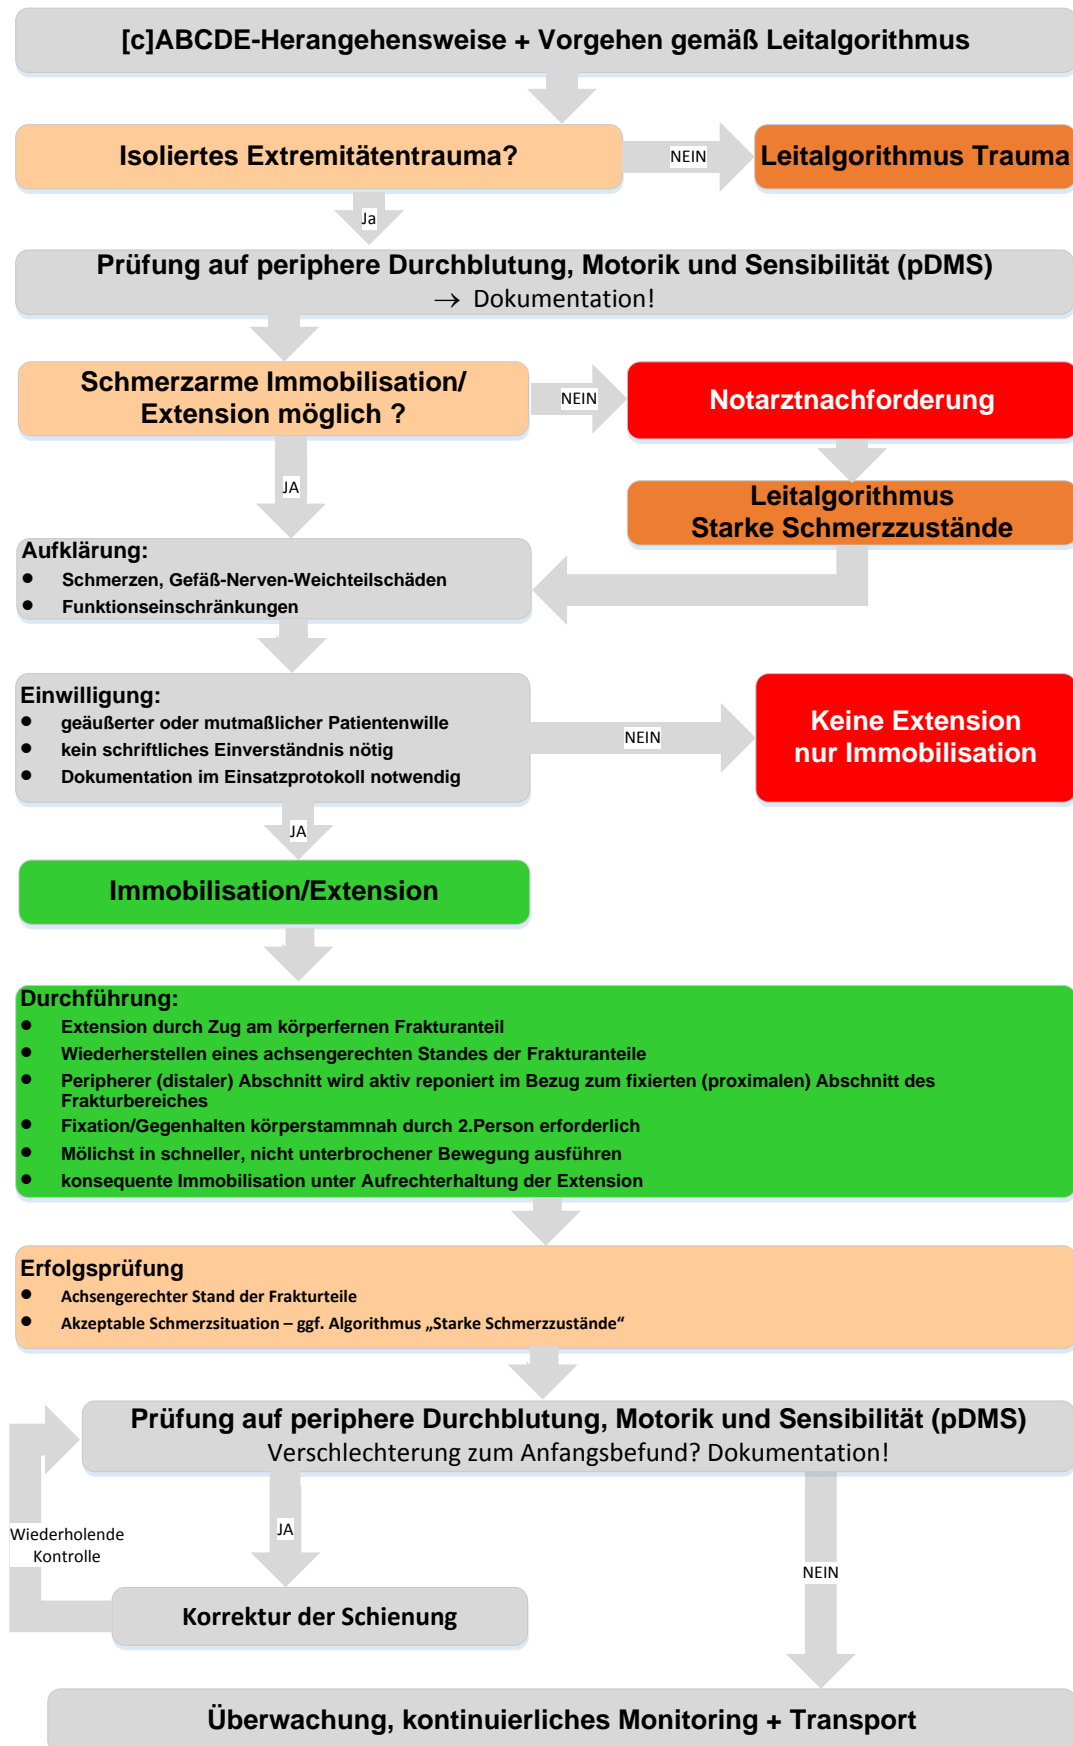 [c]ABCDE-Herangehensweise + Vorgehen gemäß Leitalgorithmus
Isoliertes Extremitätentrauma?
NEIN
Leitalgorithmus Trauma
Ja
Prüfung auf periphere Durchblutung, Motorik und Sensibilität (pDMS)
→ Dokumentation!
Schmerzarme Immobilisation/
Extension möglich ?
NEIN
Notarztnachforderung
JA
Leitalgorithmus
Starke Schmerzzustände
Aufklärung:
● Schmerzen, Gefäß-Nerven-Weichteilschäden
● Funktionseinschränkungen
Einwilligung:
● geäußerter oder mutmaßlicher Patientenwille
● kein schriftliches Einverständnis nötig
● Dokumentation im Einsatzprotokoll notwendig
NEIN
Keine Extension
nur Immobilisation
JA
Immobilisation/Extension
Durchführung:
● Extension durch Zug am körperfernen Frakturanteil
● Wiederherstellen eines achsengerechten Standes der Frakturanteile
● Peripherer (distaler) Abschnitt wird aktiv reponiert im Bezug zum fixierten (proximalen) Abschnitt des
Frakturbereiches
● Fixation/Gegenhalten körperstammnah durch 2.Person erforderlich
● Mölichst in schneller, nicht unterbrochener Bewegung ausführen
● konsequente Immobilisation unter Aufrechterhaltung der Extension
Erfolgsprüfung
● Achsengerechter Stand der Frakturteile
● Akzeptable Schmerzsituation – ggf. Algorithmus „Starke Schmerzzustände“
Prüfung auf periphere Durchblutung, Motorik und Sensibilität (pDMS)
Verschlechterung zum Anfangsbefund? Dokumentation!
JA
Wiederholende
Kontrolle
NEIN
Korrektur der Schienung
Überwachung, kontinuierliches Monitoring + Transport